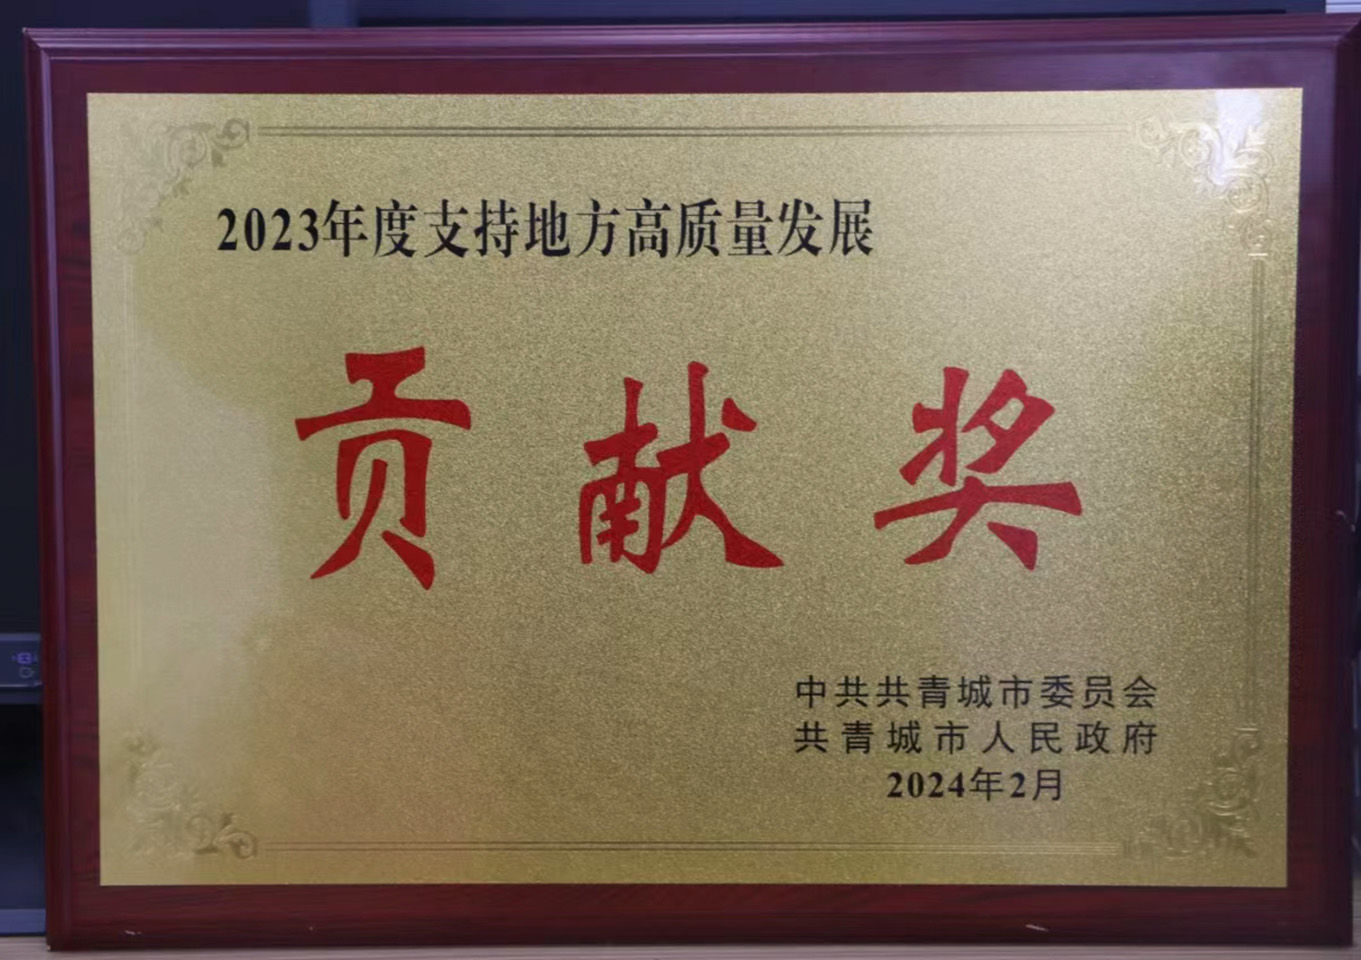 2023年度支持地方高质量发展
贡献奖
中共共青城市委员会
共青城市人民政府
2024年2月